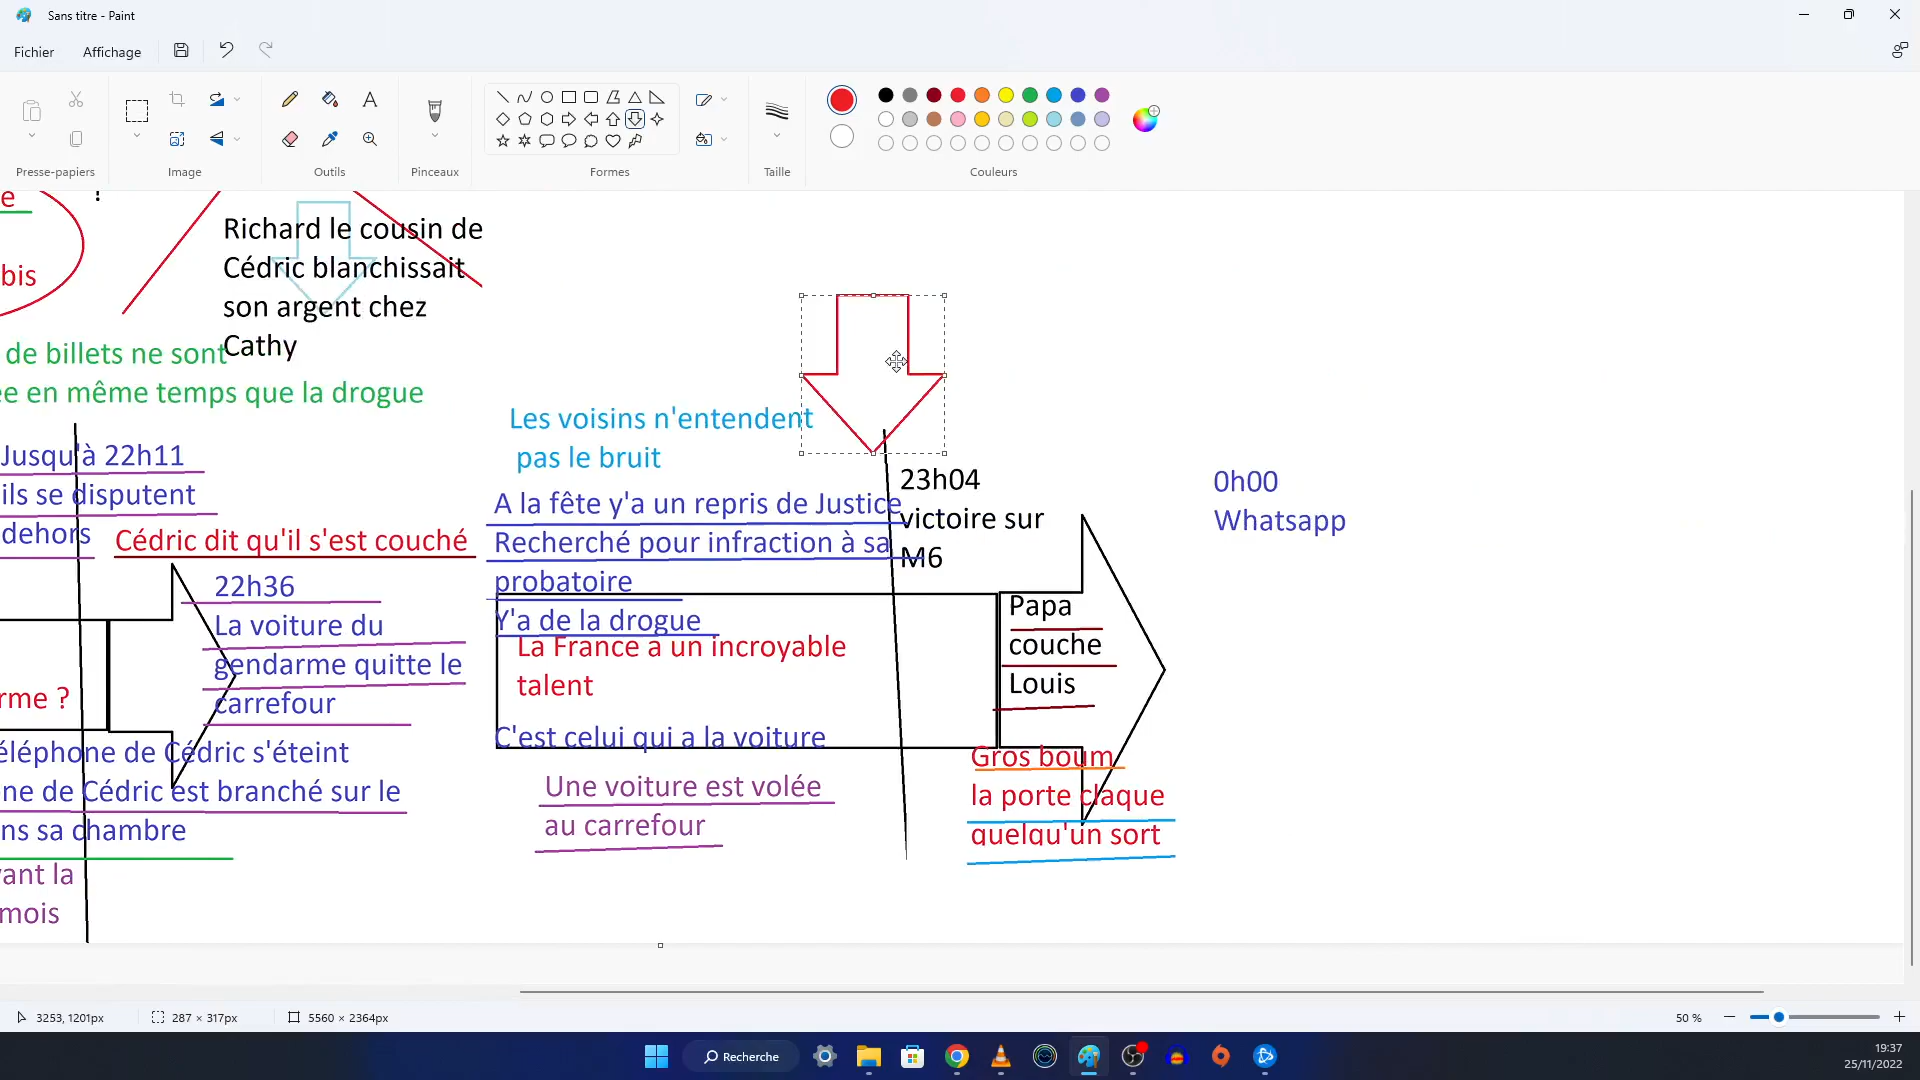 Sans titre - Paint
Fichier
Affichage
Presse-papiers
Image
Outils
Pinceaux
Formes
Taille
Couleurs
e
!
bis
Richard le cousin de
Cédric blanchissait
son argent chez
Cathy
de billets ne sont
ée en même temps que la drogue
Jusqu'à 22h11
ils se disputent
dehors
Cédric dit qu'il s'est couché
22h36
La voiture du
gendarme quitte le
carrefour
rme ?
éléphone de Cédric s'éteint
ne de Cédric est branché sur le
ns sa chambre
vant la
mois
Les voisins n'entendent
pas le bruit
A la fête y'a un repris de Justice
Recherché pour infraction à sa
probatoire
Y'a de la drogue
La France a un incroyable
talent
C'est celui qui a la voiture
Une voiture est volée
au carrefour
23h04
victoire sur
M6
Papa
couche
Louis
Gros boum
la porte claque
quelqu'un sort
0h00
Whatsapp
3253, 1201px
287 × 317px
5560 × 2364px
50 %
Recherche
19:37
25/11/2022